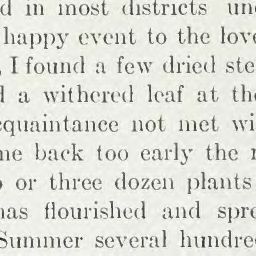 d in most districts un
happy event to the love
, I found a few dried ste
d a withered leaf at the
cquaintance not met wi
me back too early the
or three dozen plants
has flourished and spre
Summer several hundre